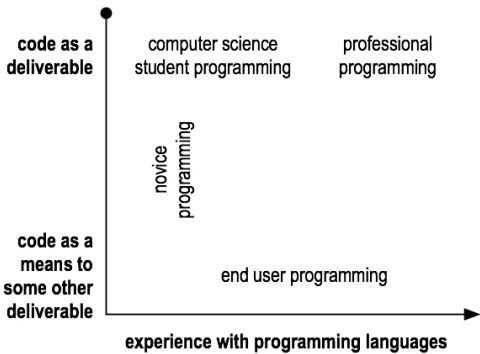 code as a
deliverable
computer science
student programming
professional
programming
novice
programming
code as a
means to
some other
deliverable
end user programming
experience with programming languages